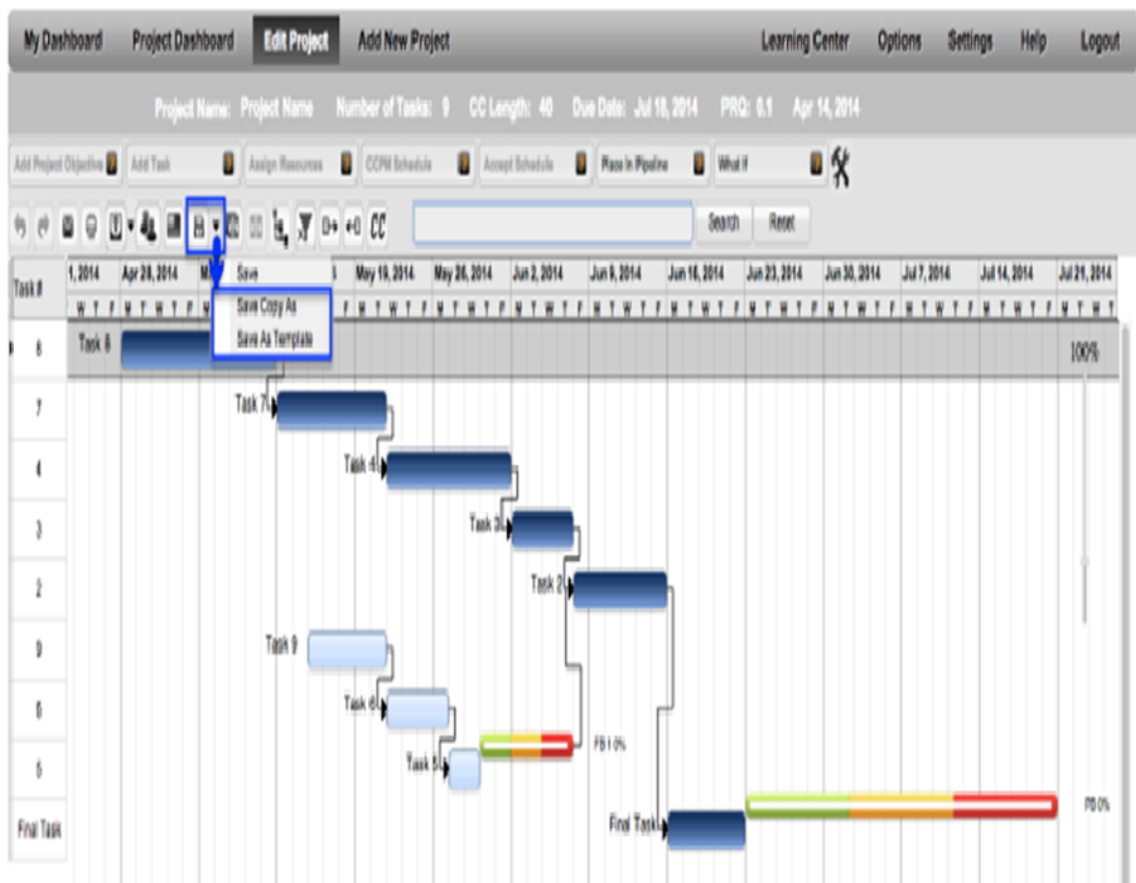 My Dashboard Project Dashboard Edit Project Add New Project Learning Center Options Settings Help Logout
Project Name: Project Name Number of Tasks: 9 CC Length: 40 Due Date: Jul 18, 2014 PRQ: 0.1 Apr 14, 2014
Add Project Objective Add Task Assign Resources CCPM Schedule Accept Schedule Place In Pipeline What If
CC Search Reset
Task # 1, 2014 Apr 28, 2014 Save May 19, 2014 May 26, 2014 Jun 2, 2014 Jun 9, 2014 Jun 16, 2014 Jun 23, 2014 Jun 30, 2014 Jul 7, 2014 Jul 14, 2014 Jul 21, 2014
W T F M T W T F M Save Copy As F M T W T F M T W T F M T W T F M T W T F M T W T F M T W T F M T W T F M T W T F M T W T F M T W T F
8 Task 8 Save As Template 100%
7 Task 7
4 Task 4
3 Task 3
2 Task 2
9 Task 9
6 Task 6
FB 1 0%
5 Task 5
PB 0%
Final Task Final Task